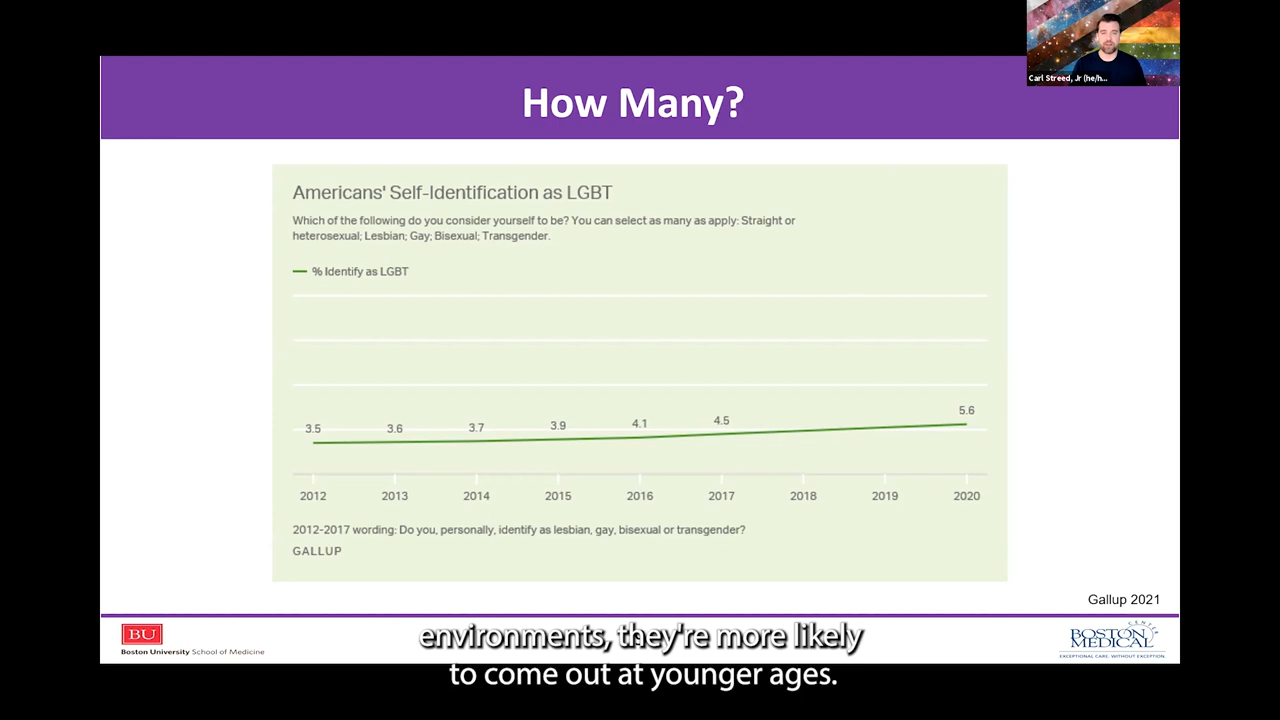 Carl Streed, Jr (he/h...
How Many?
Americans' Self-Identification as LGBT
Which of the following do you consider yourself to be? You can select as many as apply: Straight or
heterosexual; Lesbian; Gay; Bisexual; Transgender.
% Identify as LGBT
3.5 3.6 3.7 3.9 4.1 4.5 5.6
2012 2013 2014 2015 2016 2017 2018 2019 2020
2012-2017 wording: Do you, personally, identify as lesbian, gay, bisexual or transgender?
GALLUP
Gallup 2021
BU
Boston University School of Medicine
BOSTON
MEDICAL
CENTER
EXCEPTIONAL CARE. WITHOUT EXCEPTION.
environments, they're more likely
to come out at younger ages.